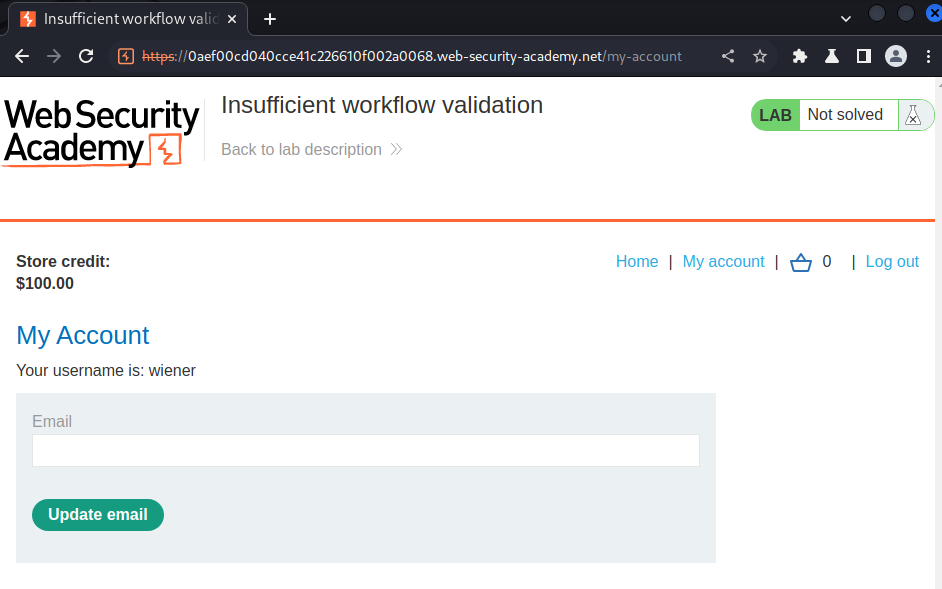 Insufficient workflow valid
https://0aef00cd040cce41c226610f002a0068.web-security-academy.net/my-account
Web Security
Academy
Insufficient workflow validation
Back to lab description
LAB Not solved
Store credit:
$100.00
Home | My account | 0 | Log out
My Account
Your username is: wiener
Email
Update email